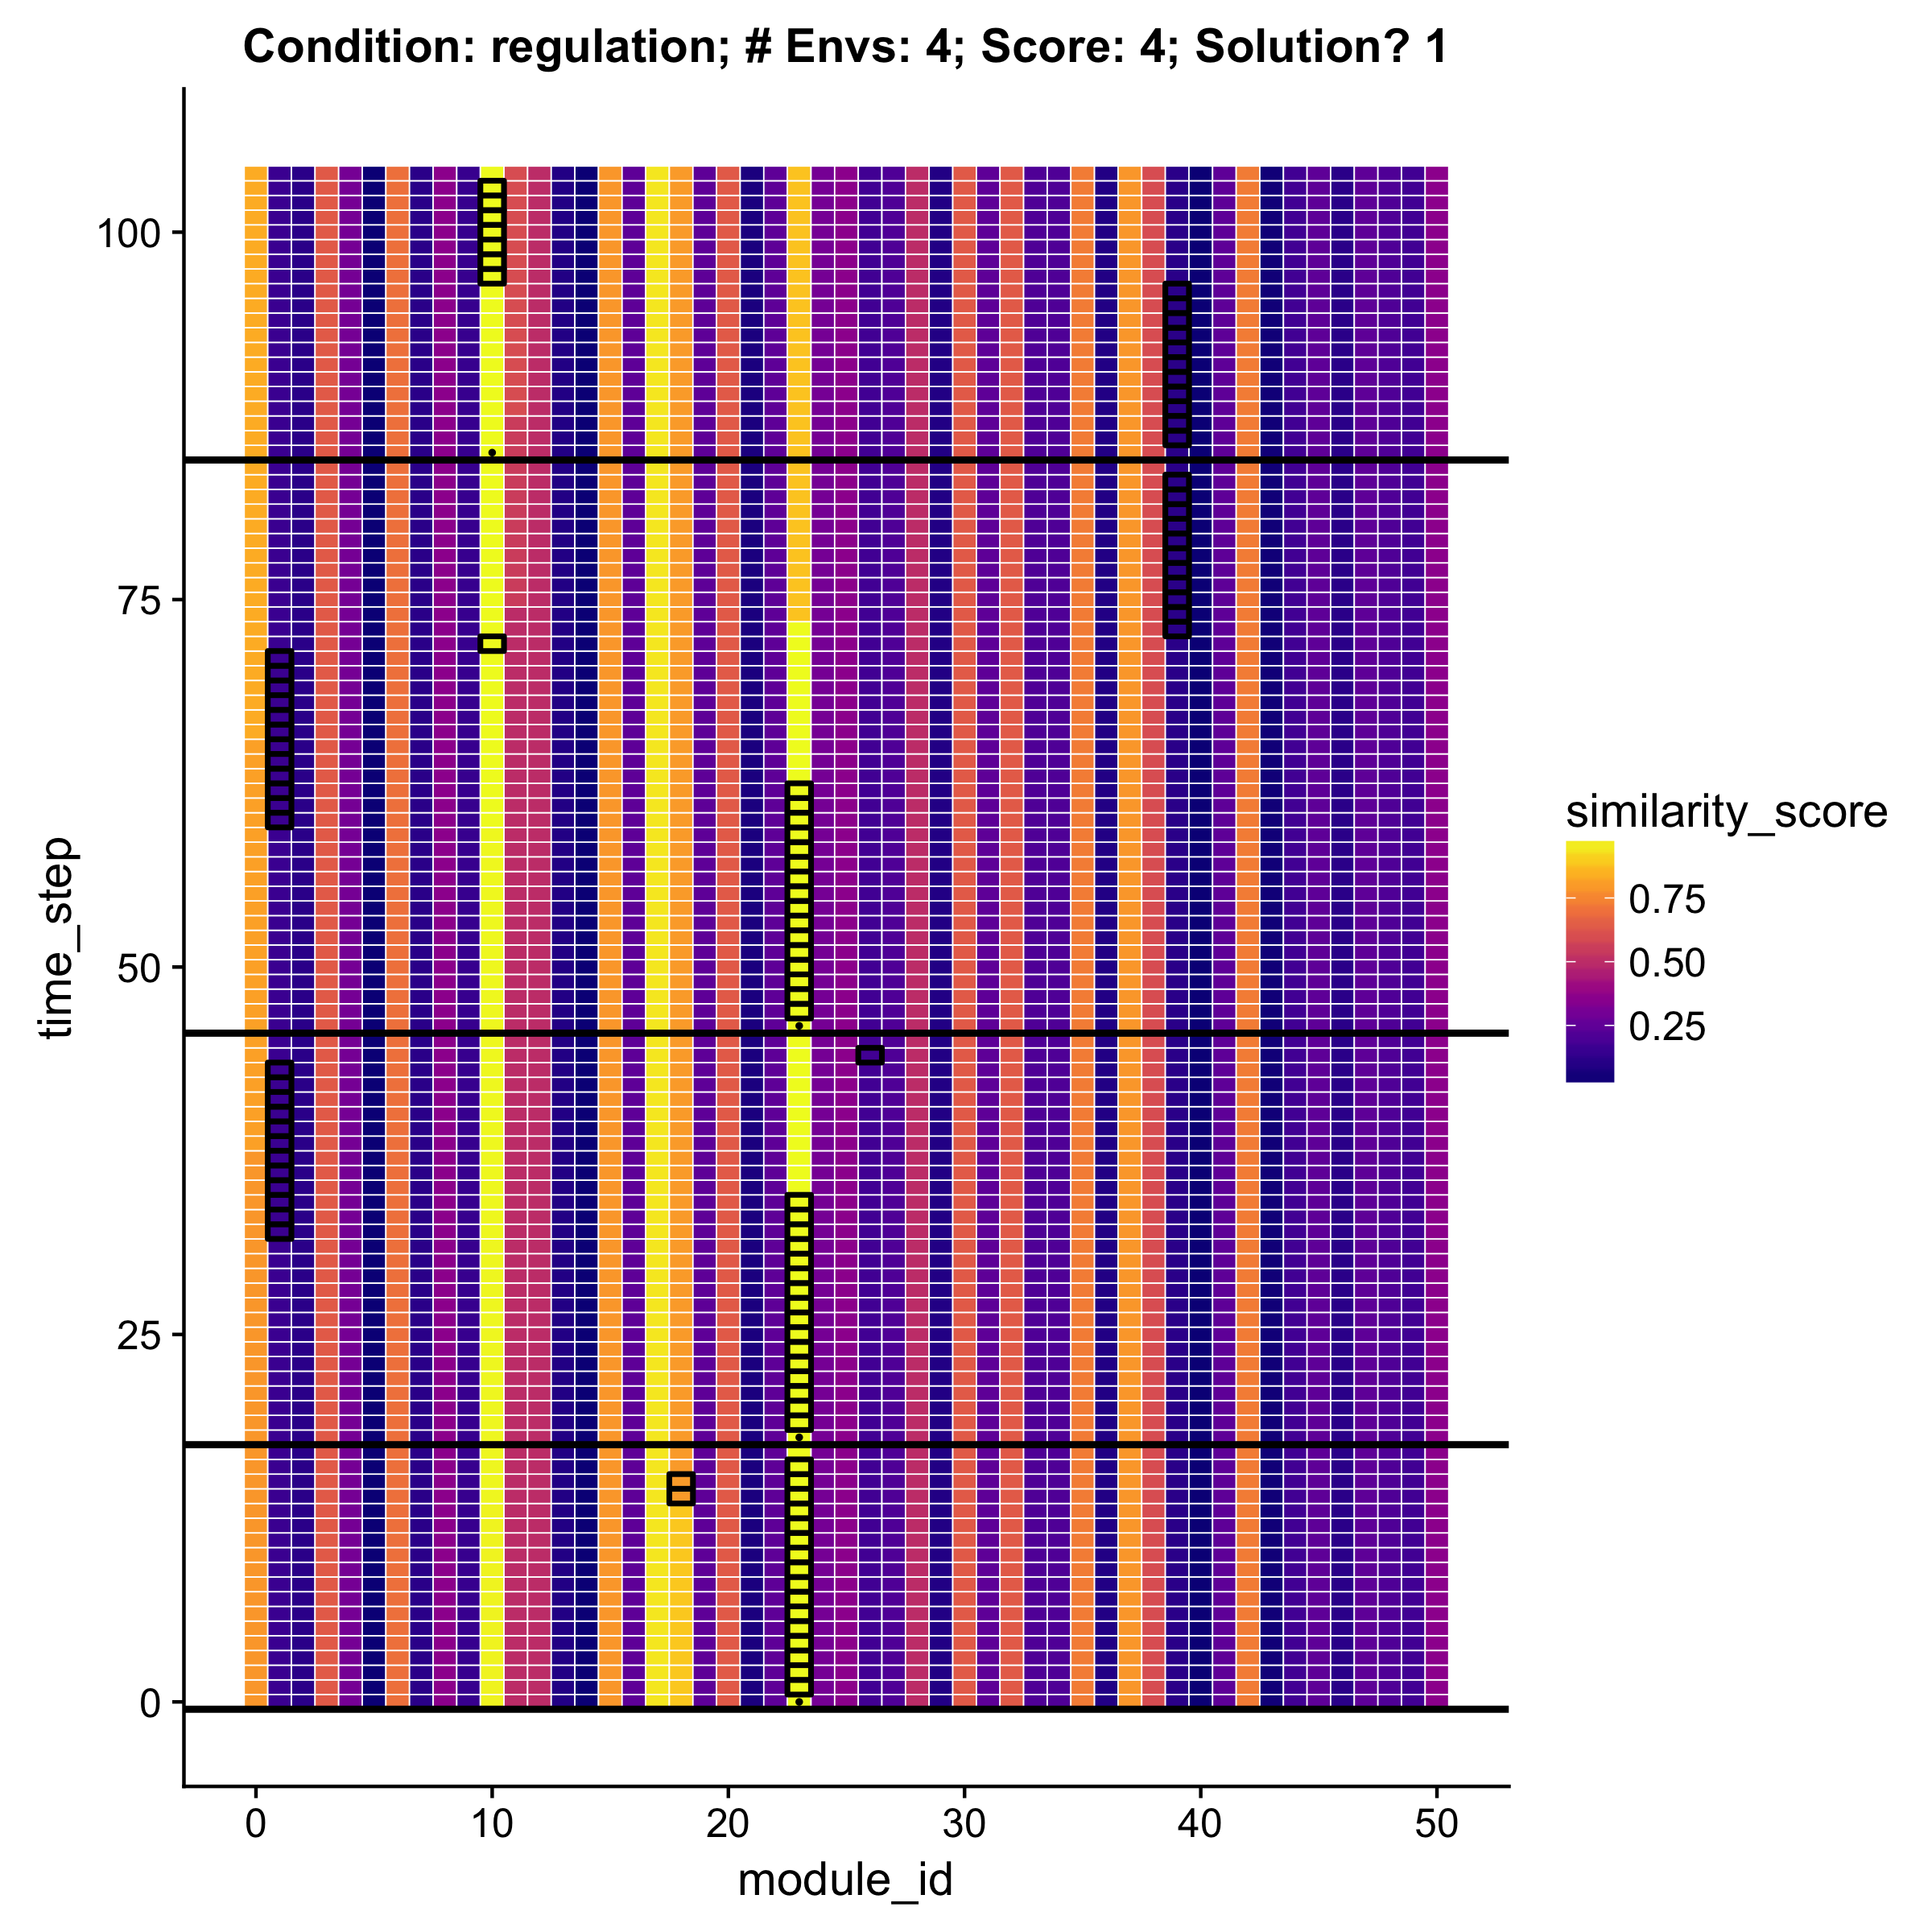 Condition: regulation; # Envs: 4; Score: 4; Solution? 1
100
75
50
25
0
time_step
0 10 20 30 40 50
module_id
similarity_score
0.75
0.50
0.25